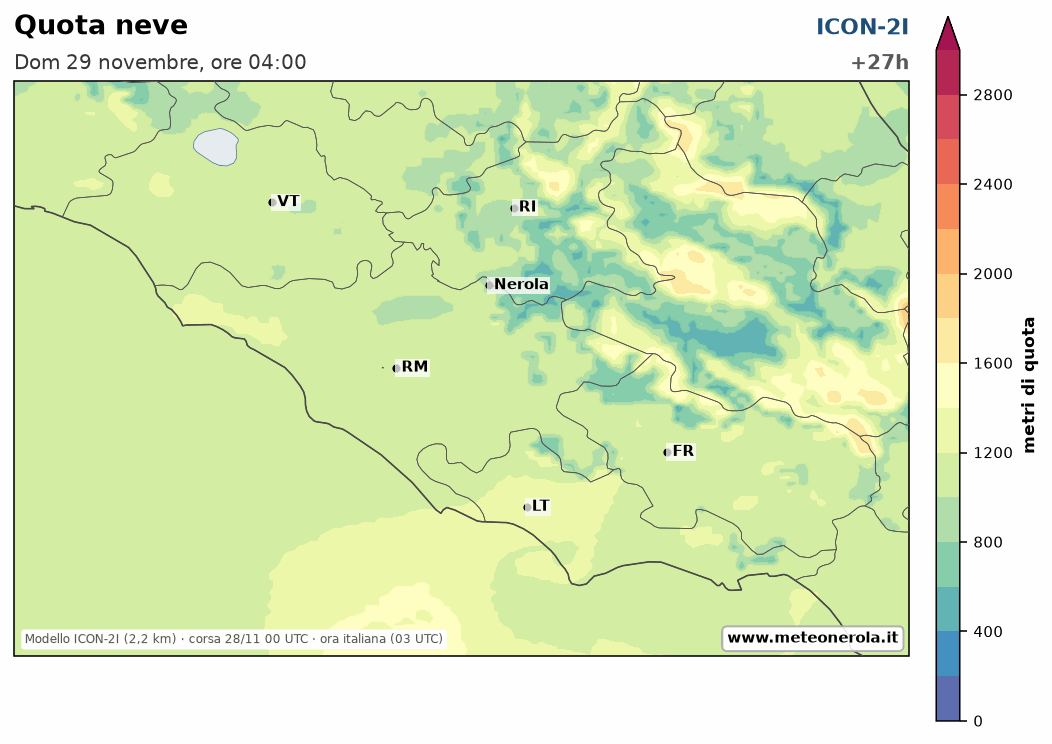 Quota neve
ICON-2I
Dom 29 novembre, ore 04:00
+27h
VT
RI
Nerola
RM
FR
LT
Modello ICON-2I (2,2 km) · corsa 28/11 00 UTC · ora italiana (03 UTC)
www.meteonerola.it
2800
2400
2000
1600
1200
800
400
0
metri di quota